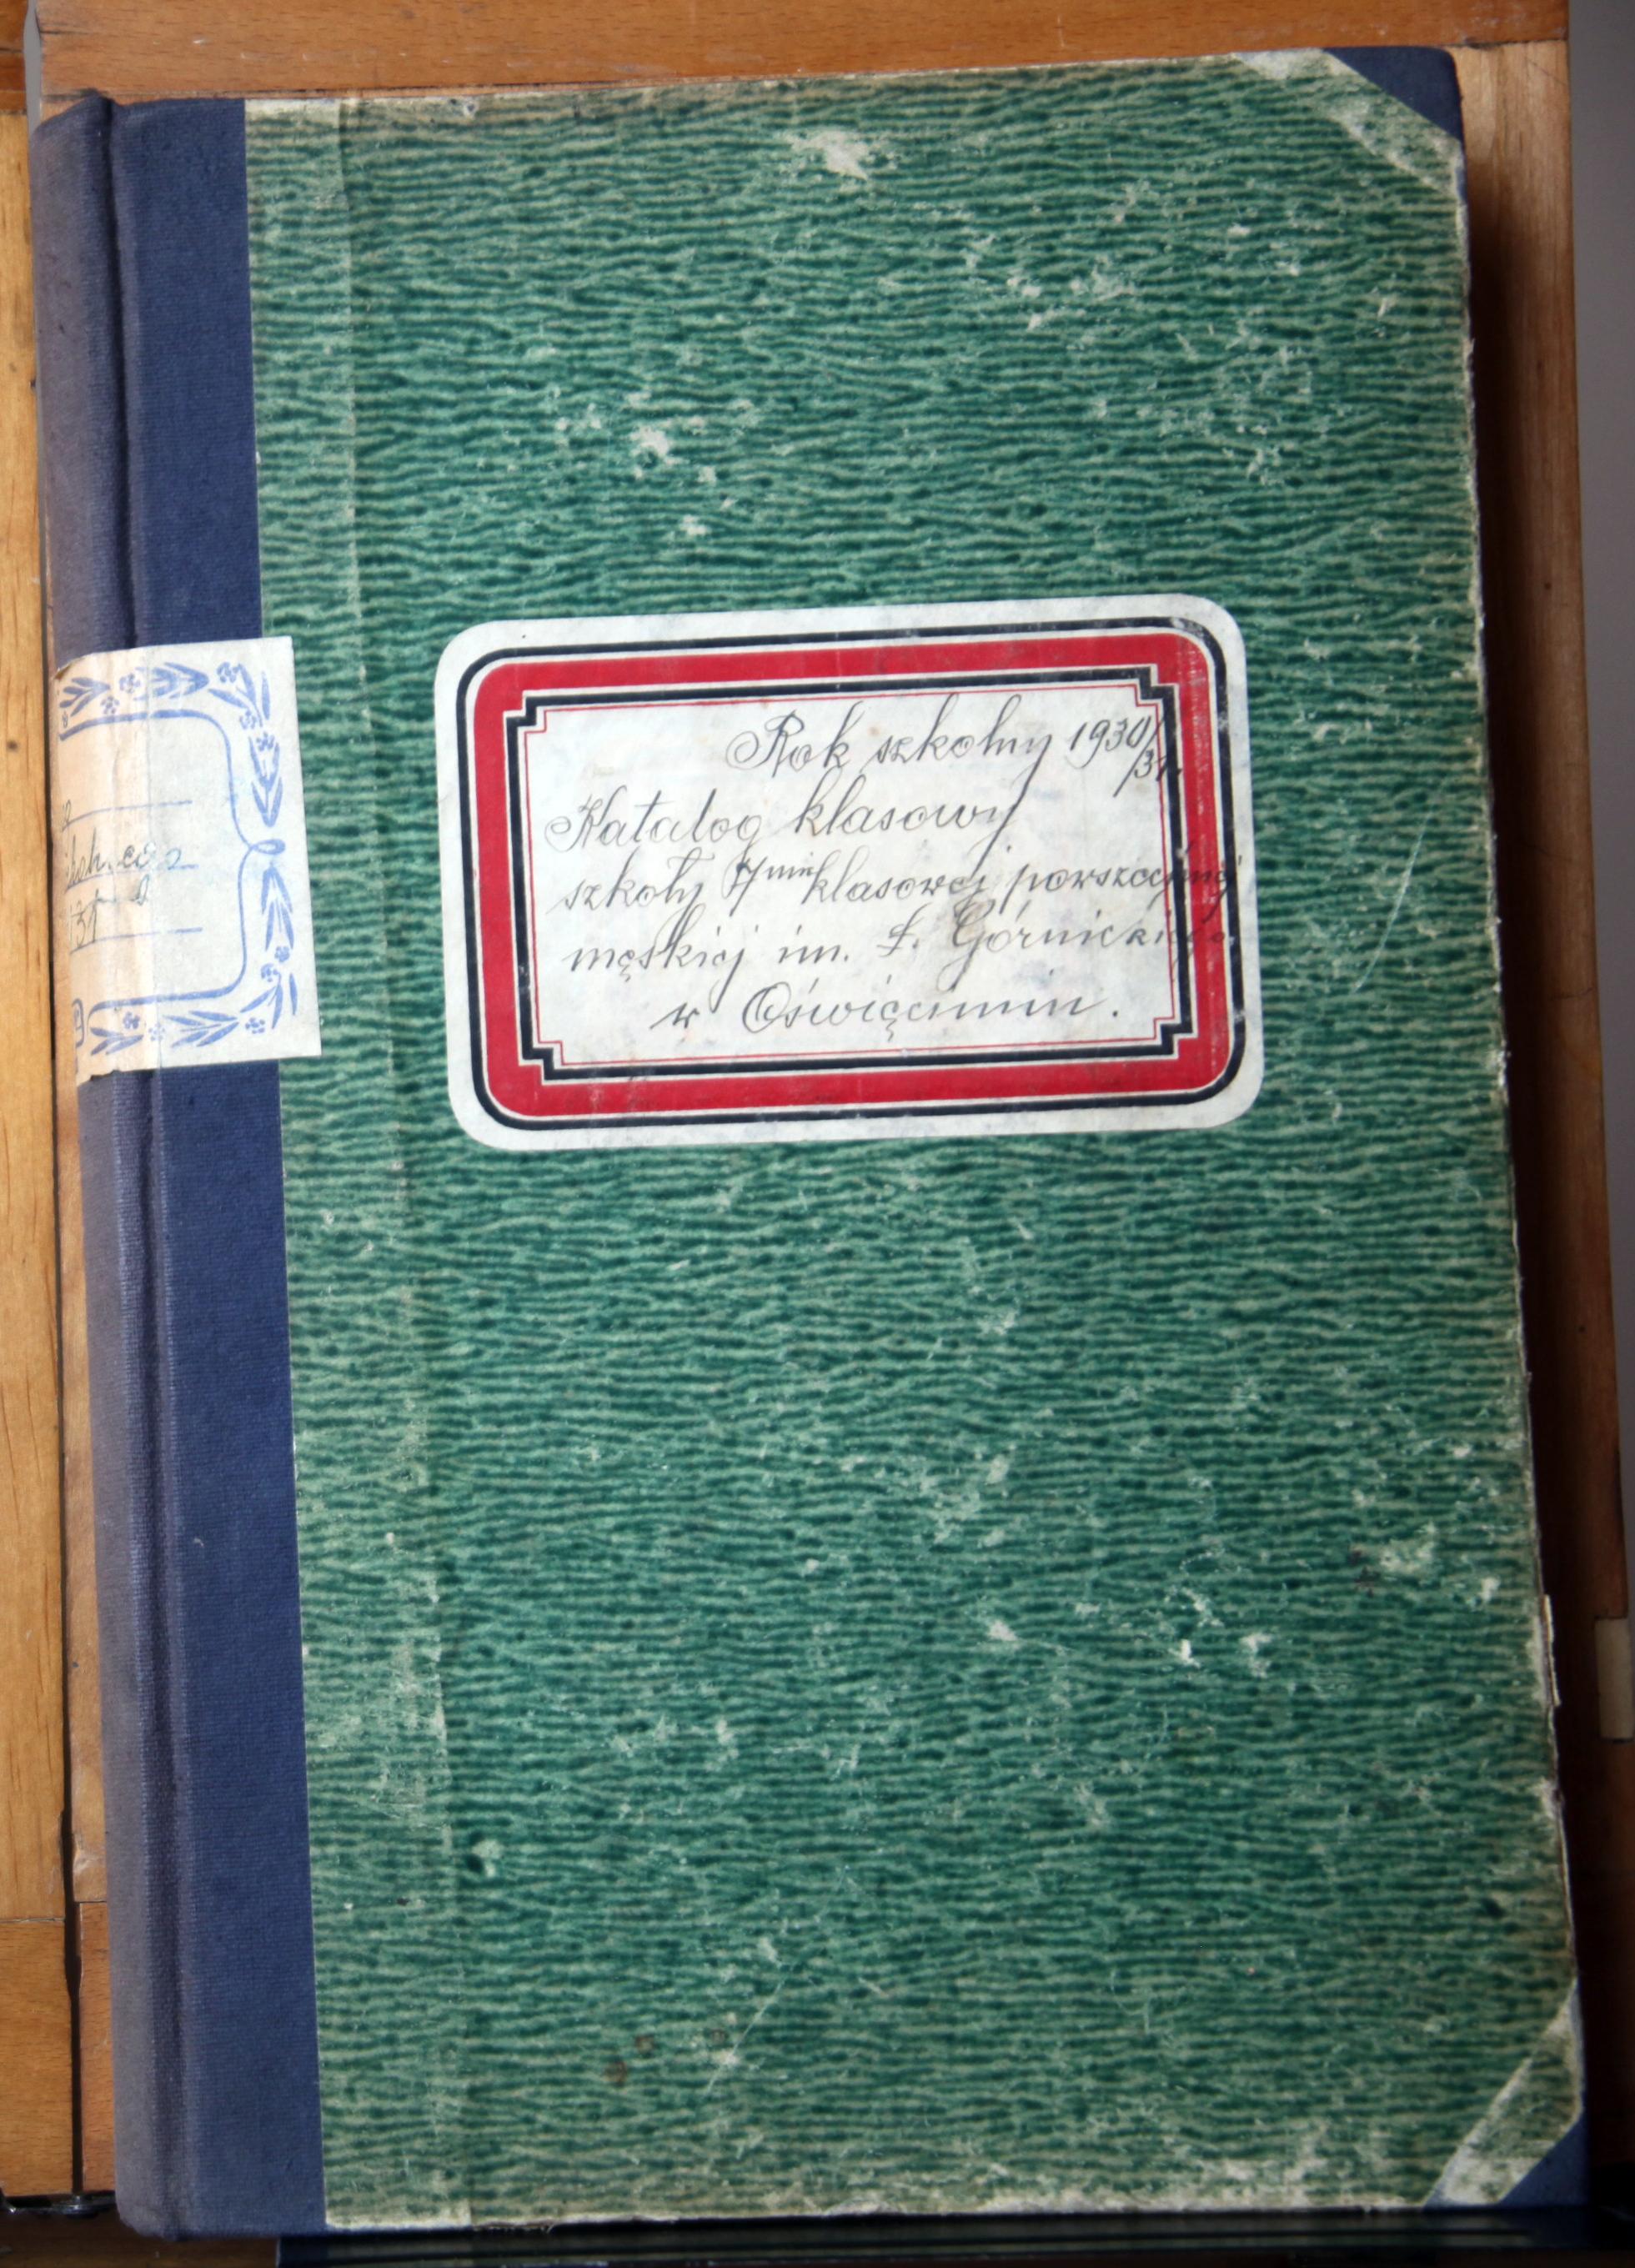 Rok szkolny 1930/31.
Katalog klasowy
szkoły 7mio klasowej powszechnej
męskiej im. Ł. Górnickiego
w Oświęcimiu.